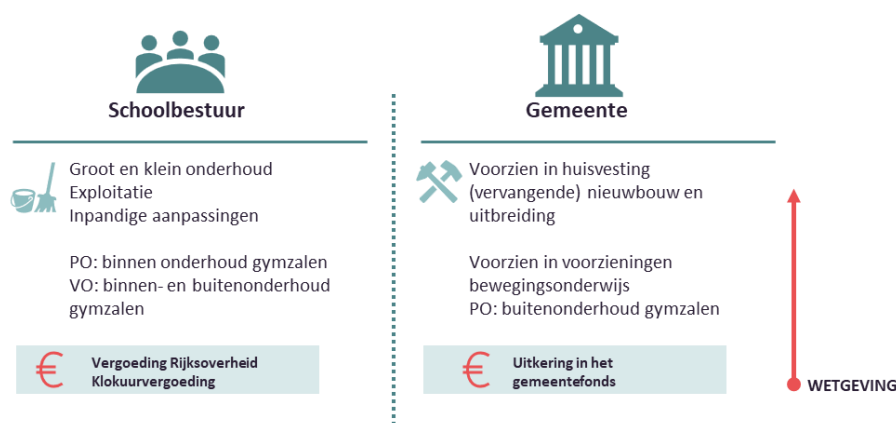 Schoolbestuur
Groot en klein onderhoud
Exploitatie
Inpandige aanpassingen
PO: binnen onderhoud gymzalen
VO: binnen- en buitenonderhoud
gymzalen
€
Vergoeding Rijksoverheid
Klokuurvergoeding
Gemeente
Voorzien in huisvesting
(vervangende) nieuwbouw en
uitbreiding
Voorzien in voorzieningen
bewegingsonderwijs
PO: buitenonderhoud gymzalen
€
Uitkering in het
gemeentefonds
WETGEVING